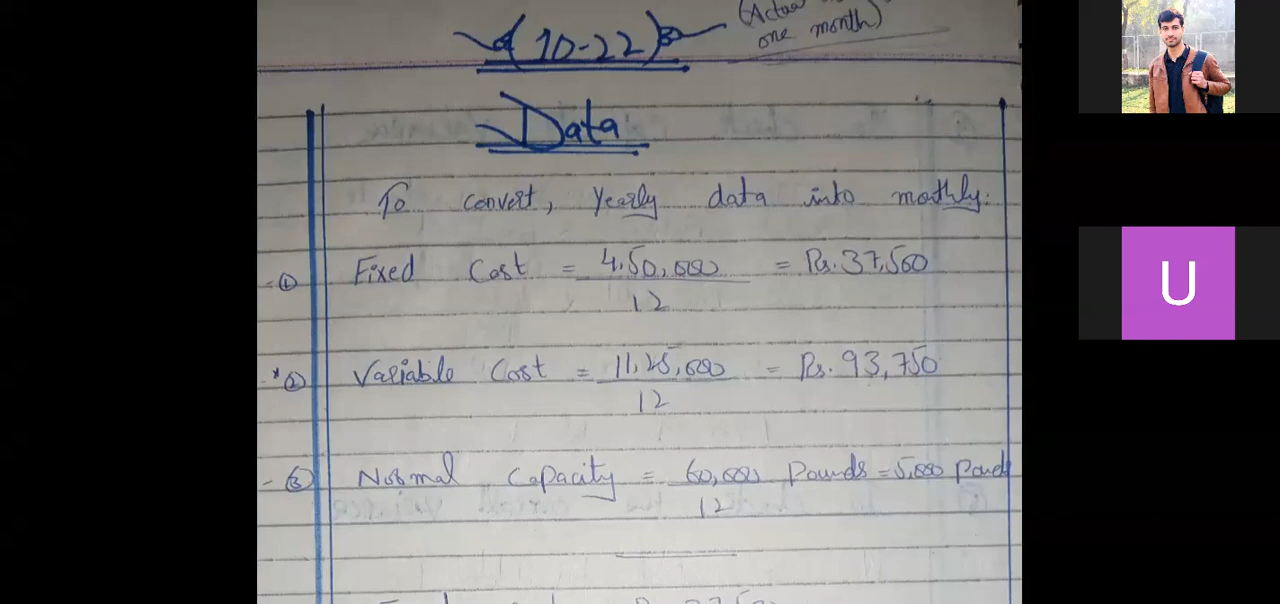 (Actual
one month)
(10-22)
Data
To convert, yearly data into mothly.
① Fixed Cost = 4,50,000 = Rs. 37,500
12
② Variable Cost = 11,25,000 = Rs. 93,750
12
③ Normal Capacity = 60,000 Pounds = 5,000 Pound
12
U